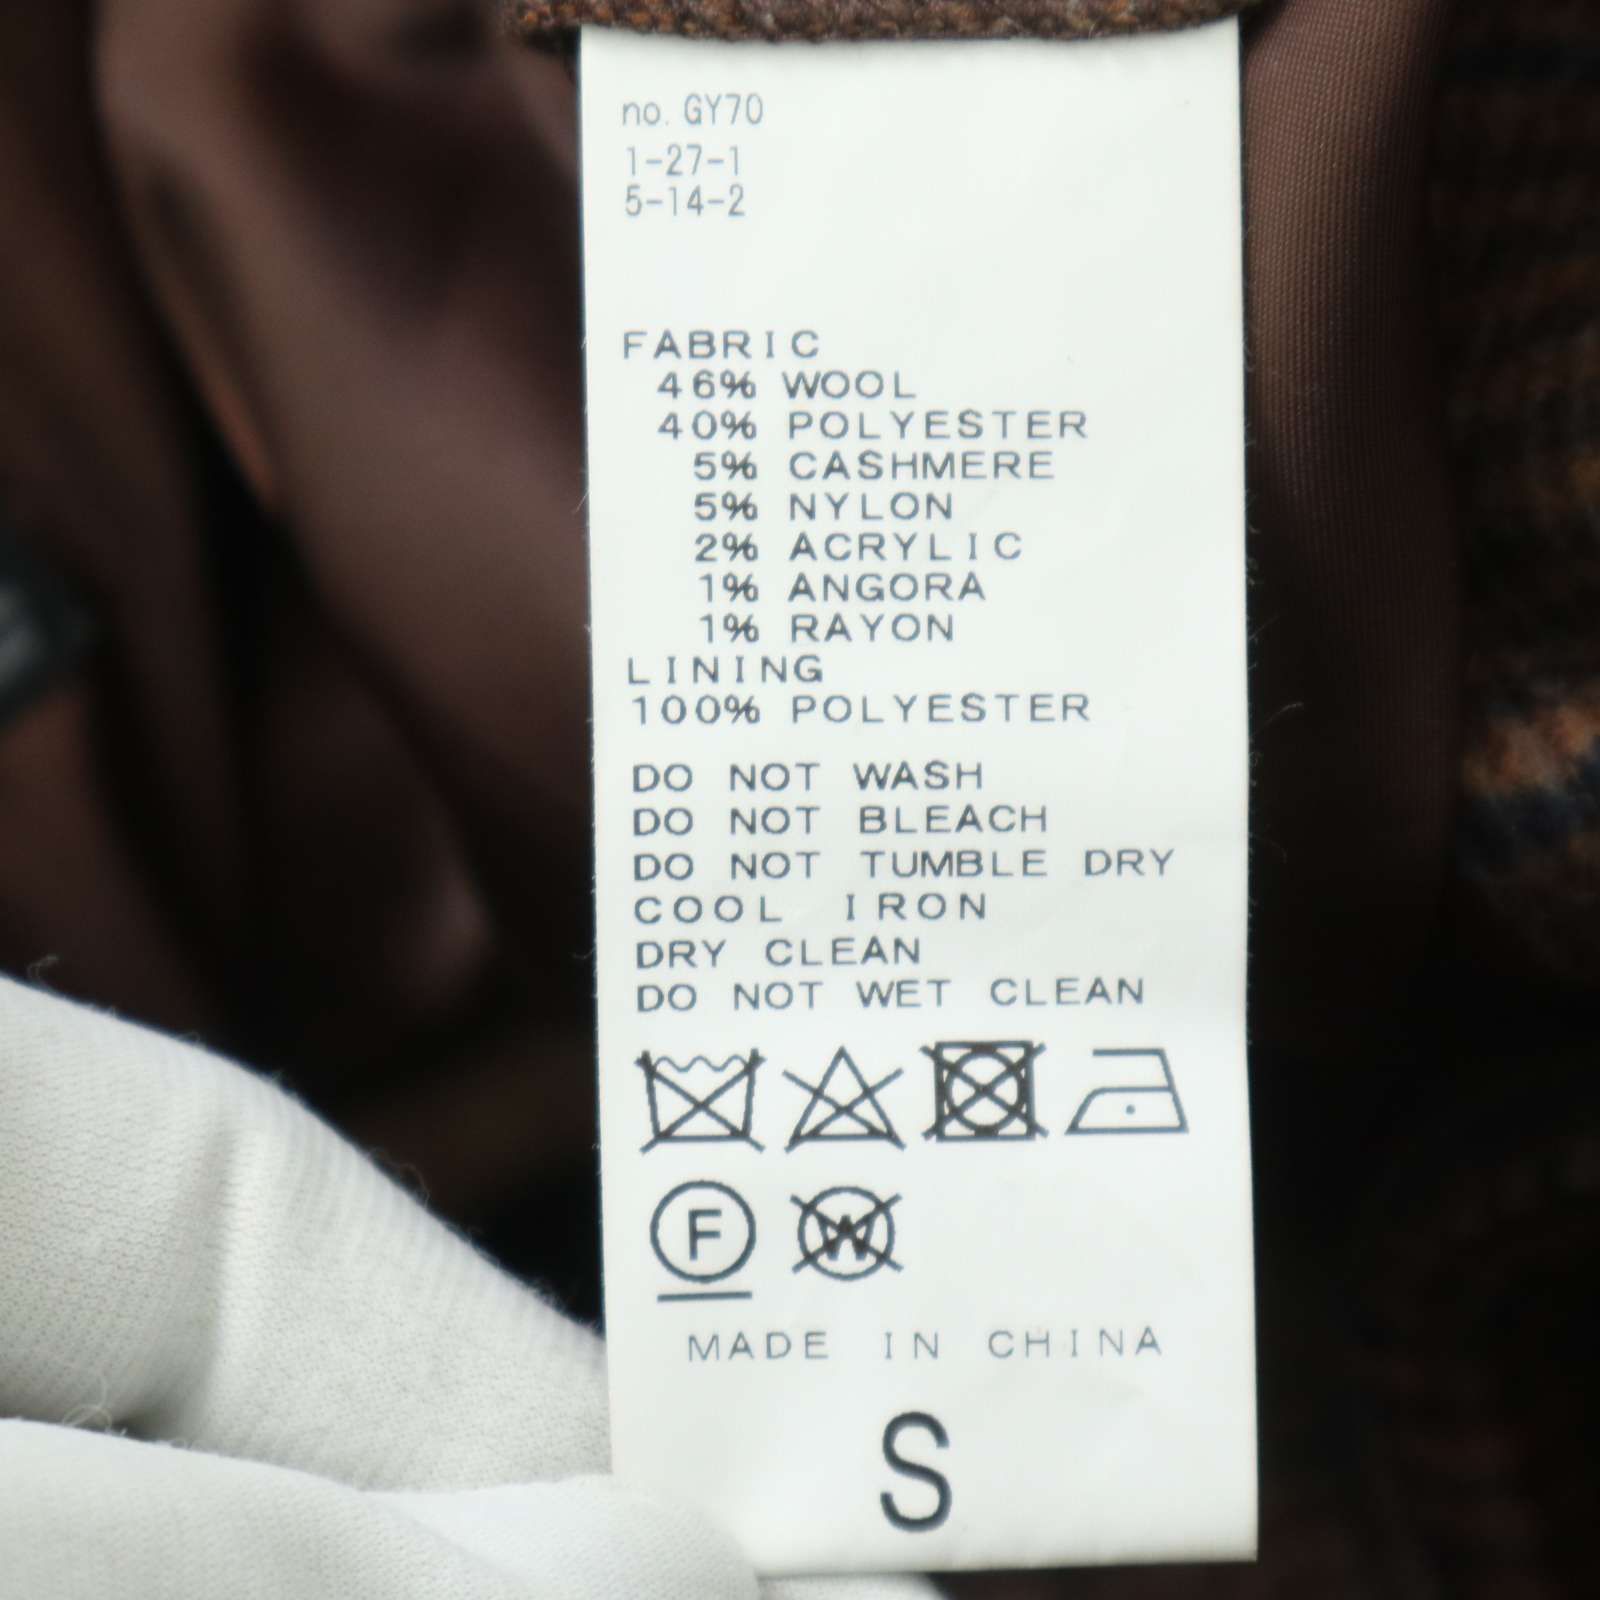 no. GY70
1-27-1
5-14-2
FABRIC
46% WOOL
40% POLYESTER
5% CASHMERE
5% NYLON
2% ACRYLIC
1% ANGORA
1% RAYON
LINING
100% POLYESTER
DO NOT WASH
DO NOT BLEACH
DO NOT TUMBLE DRY
COOL IRON
DRY CLEAN
DO NOT WET CLEAN
F W
MADE IN CHINA
S